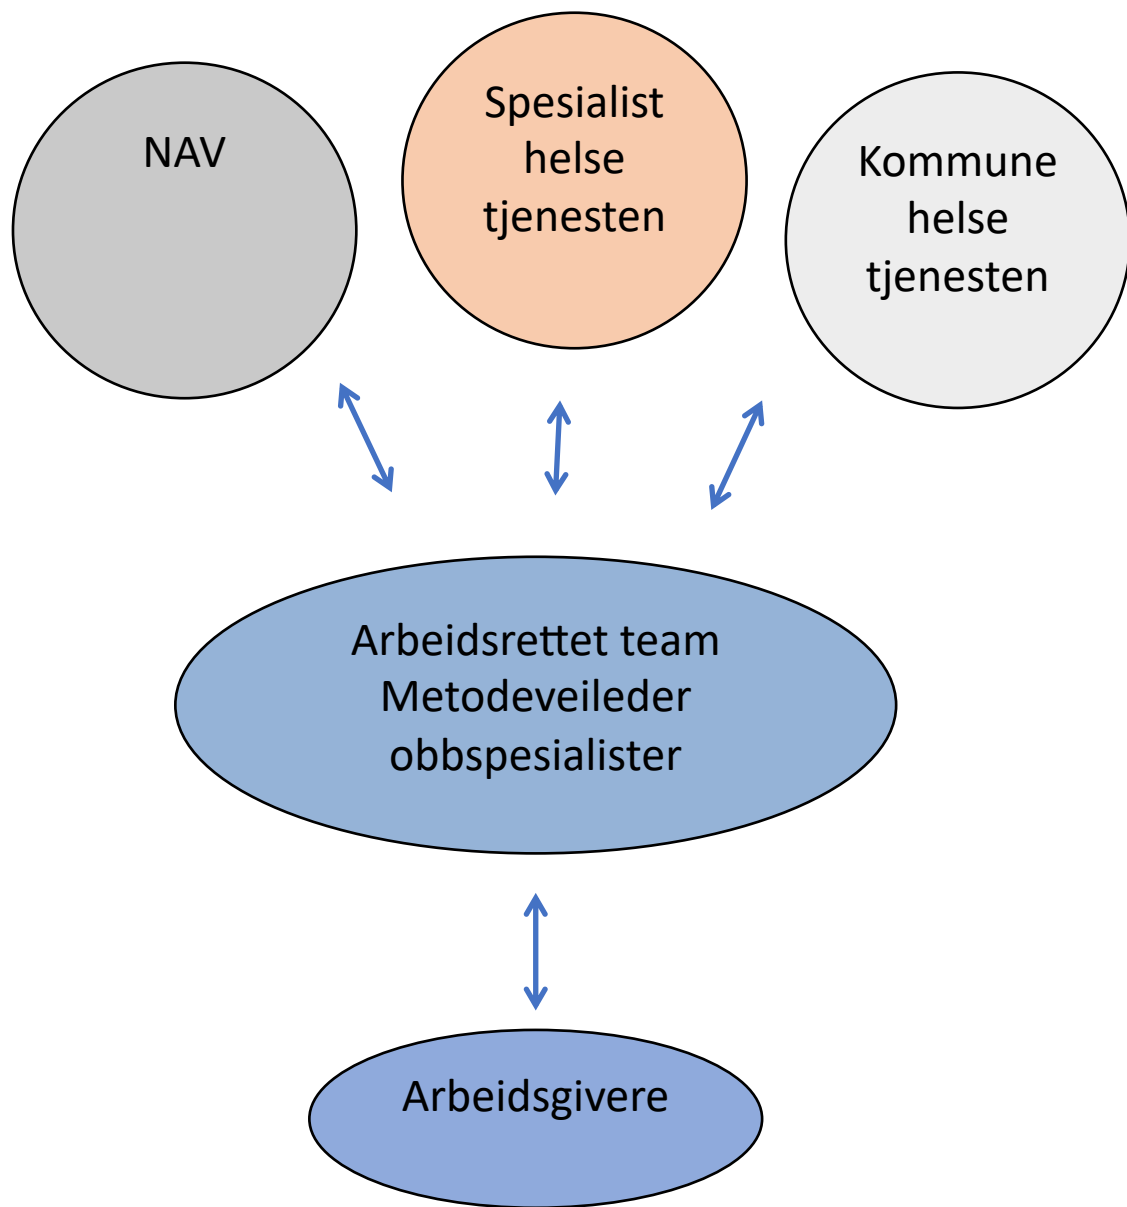 NAV
Spesialist
helse
tjenesten
Kommune
helse
tjenesten
Arbeidsrettet team
Metodeveileder
obbspesialister
Arbeidsgivere